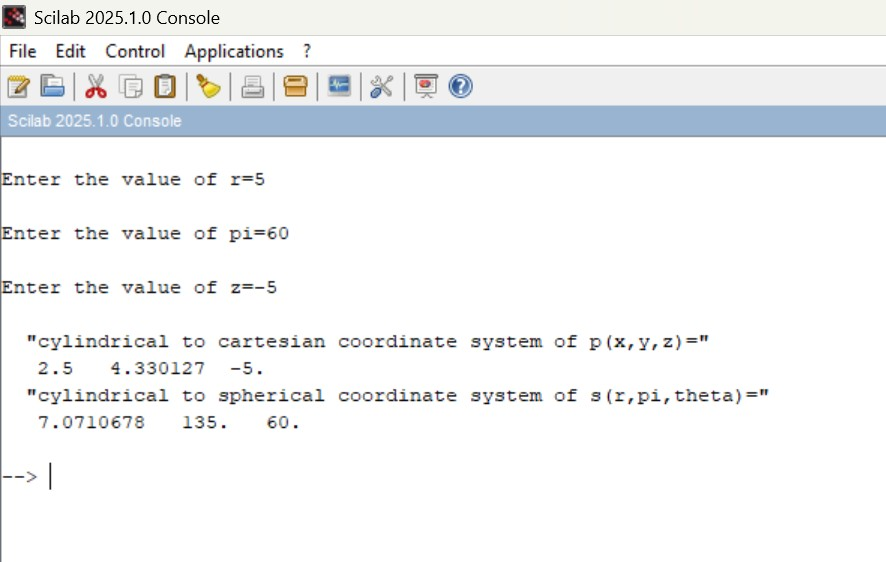 Scilab 2025.1.0 Console
File Edit Control Applications ?
Scilab 2025.1.0 Console
Enter the value of r=5
Enter the value of pi=60
Enter the value of z=-5
"cylindrical to cartesian coordinate system of p(x,y,z)="
2.5 4.330127 -5.
"cylindrical to spherical coordinate system of s(r,pi,theta)="
7.0710678 135. 60.
-->